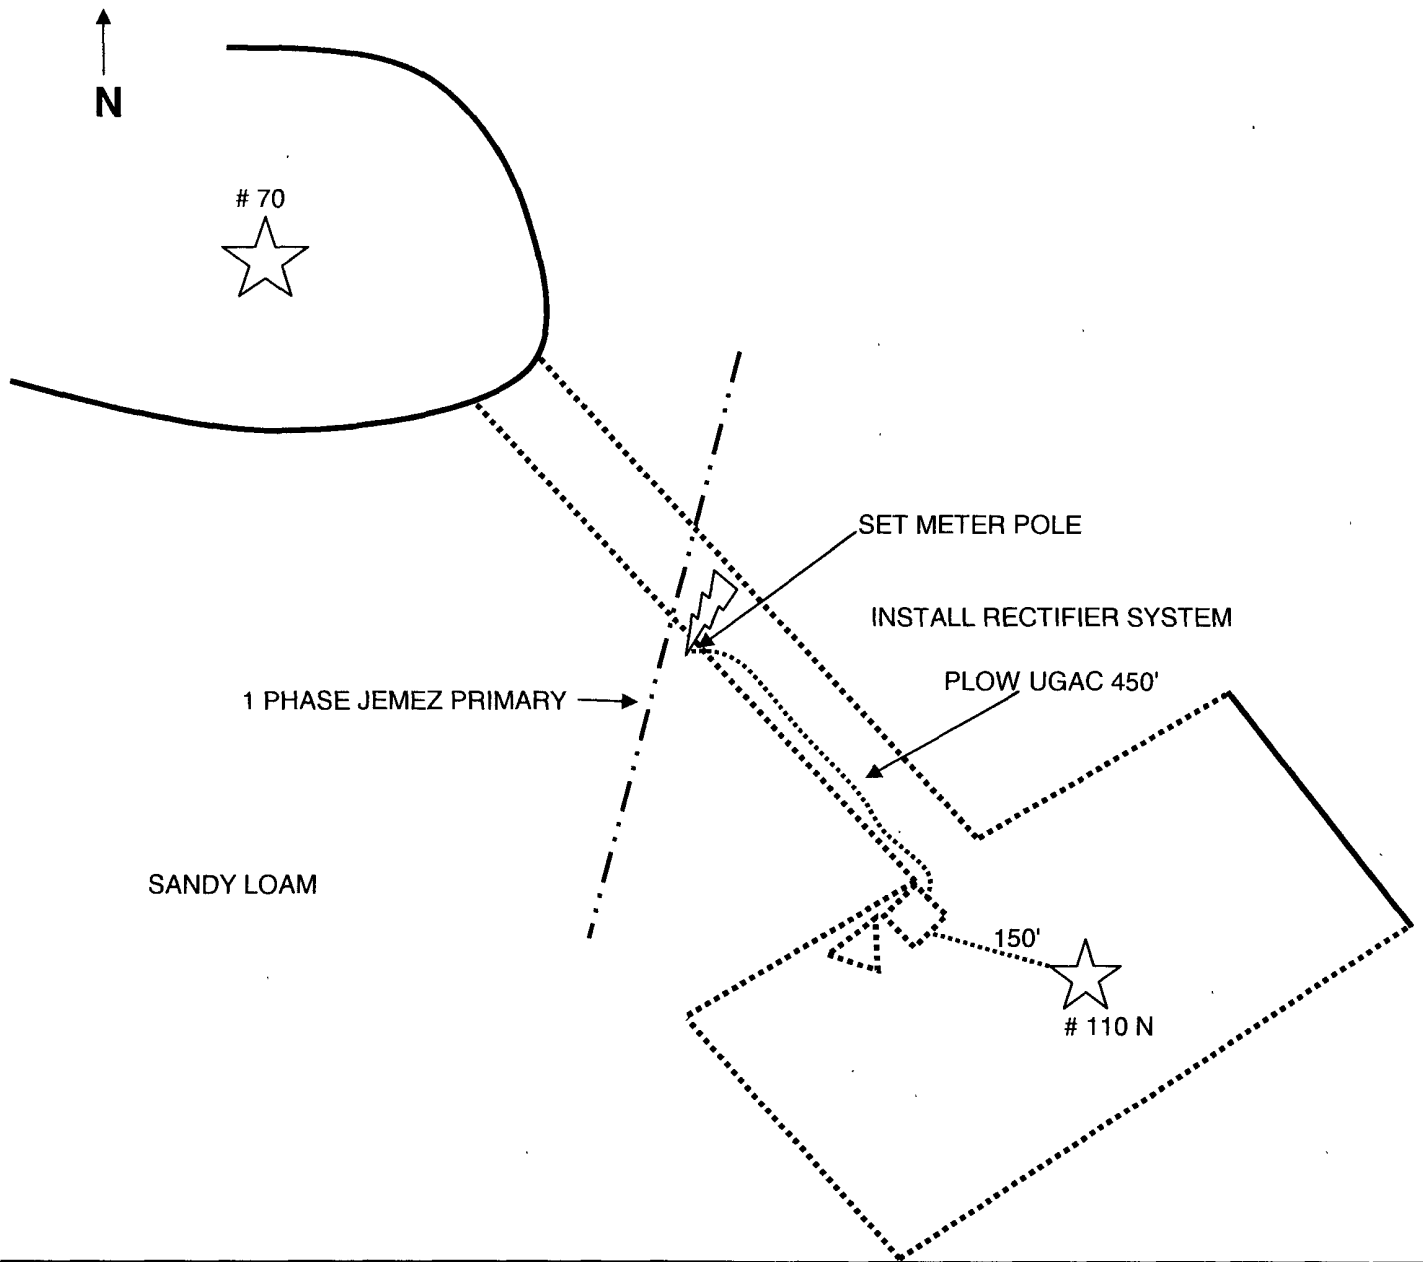 N
# 70
SET METER POLE
INSTALL RECTIFIER SYSTEM
PLOW UGAC 450'
1 PHASE JEMEZ PRIMARY
SANDY LOAM
150'
# 110 N